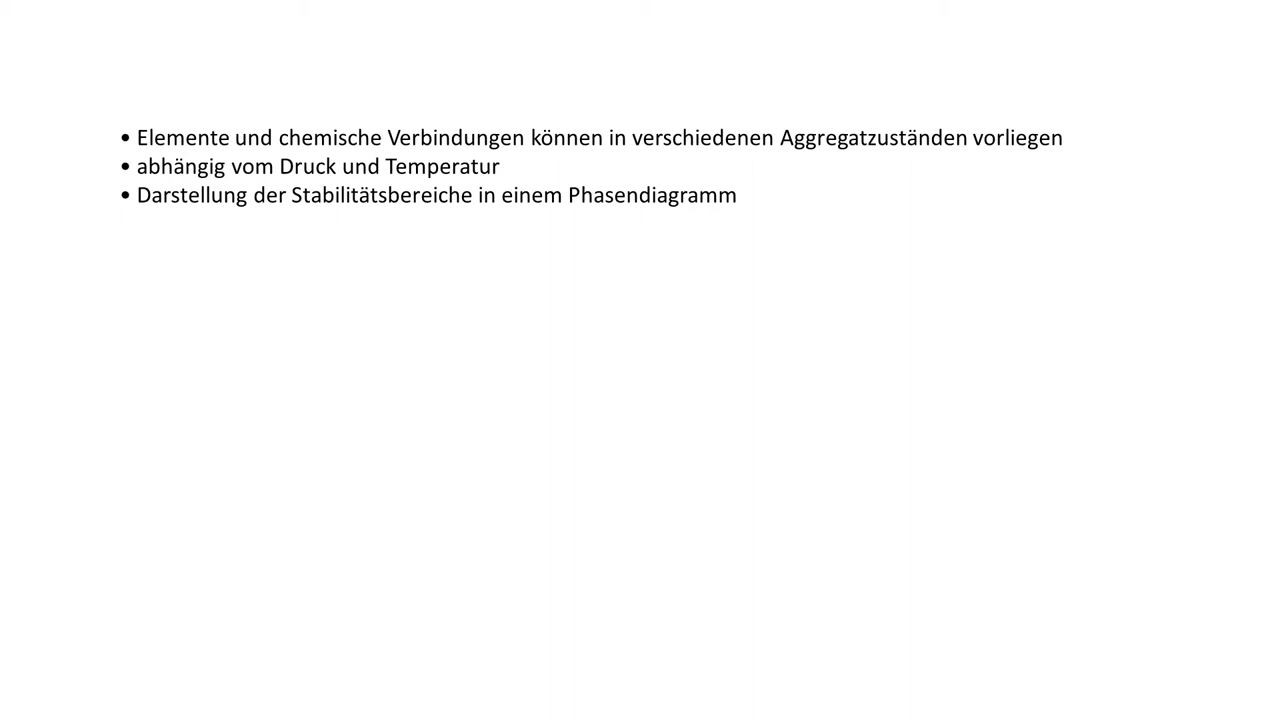 • Elemente und chemische Verbindungen können in verschiedenen Aggregatzuständen vorliegen
• abhängig vom Druck und Temperatur
• Darstellung der Stabilitätsbereiche in einem Phasendiagramm